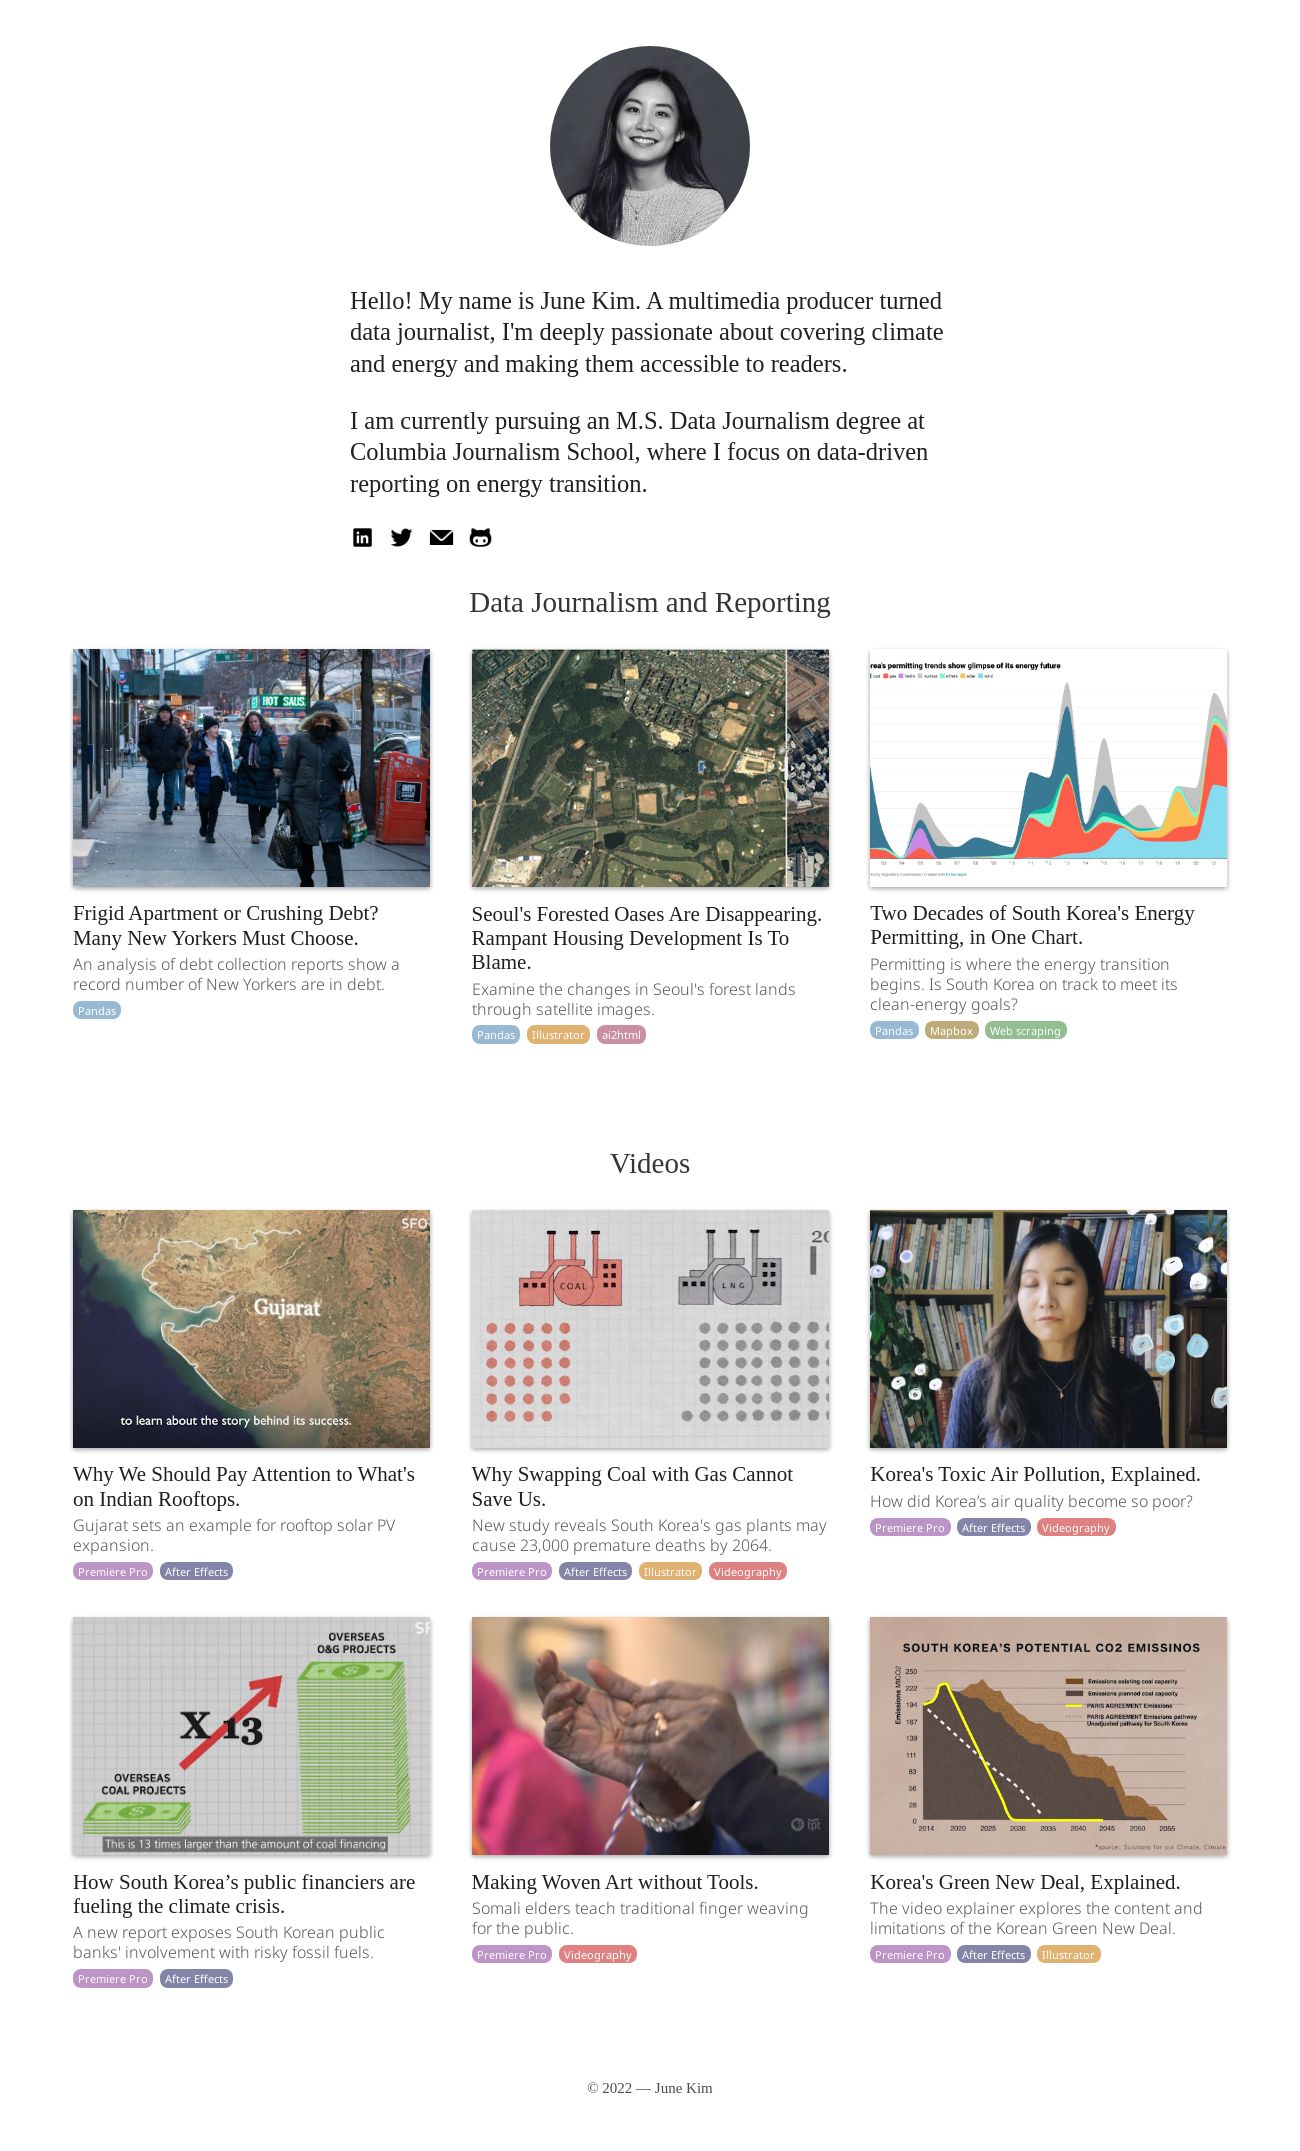 Hello! My name is June Kim. A multimedia producer turned
data journalist, I'm deeply passionate about covering climate
and energy and making them accessible to readers.
I am currently pursuing an M.S. Data Journalism degree at
Columbia Journalism School, where I focus on data-driven
reporting on energy transition.
in
Data Journalism and Reporting
HOT SAUS
rea's permitting trends show glimpse of its energy future
coal gas hydro nuclear others solar wind
Frigid Apartment or Crushing Debt?
Many New Yorkers Must Choose.
An analysis of debt collection reports show a
record number of New Yorkers are in debt.
Pandas
Seoul's Forested Oases Are Disappearing.
Rampant Housing Development Is To
Blame.
Examine the changes in Seoul's forest lands
through satellite images.
Pandas Illustrator ai2html
Two Decades of South Korea's Energy
Permitting, in One Chart.
Permitting is where the energy transition
begins. Is South Korea on track to meet its
clean-energy goals?
Pandas Mapbox Web scraping
Videos
SFO
Gujarat
to learn about the story behind its success.
COAL
LNG
20
Why We Should Pay Attention to What's
on Indian Rooftops.
Gujarat sets an example for rooftop solar PV
expansion.
Premiere Pro After Effects
Why Swapping Coal with Gas Cannot
Save Us.
New study reveals South Korea's gas plants may
cause 23,000 premature deaths by 2064.
Premiere Pro After Effects Illustrator Videography
Korea's Toxic Air Pollution, Explained.
How did Korea’s air quality become so poor?
Premiere Pro After Effects Videography
SF
OVERSEAS
O&G PROJECTS
X 13
OVERSEAS
COAL PROJECTS
This is 13 times larger than the amount of coal financing
tpt
SOUTH KOREA'S POTENTIAL CO2 EMISSINOS
Emissions MtCO2
250
222
194
167
139
111
83
56
28
0
Emissions existing coal capacity
Emissions planned coal capacity
PARIS AGREEMENT Emissions
PARIS AGREEMENT Emissions pathway
Unadjusted pathway for South Korea
2014 2020 2025 2030 2035 2040 2045 2050 2055
*source: Solutions for our Climate, Climate
How South Korea’s public financiers are
fueling the climate crisis.
A new report exposes South Korean public
banks' involvement with risky fossil fuels.
Premiere Pro After Effects
Making Woven Art without Tools.
Somali elders teach traditional finger weaving
for the public.
Premiere Pro Videography
Korea's Green New Deal, Explained.
The video explainer explores the content and
limitations of the Korean Green New Deal.
Premiere Pro After Effects Illustrator
© 2022 — June Kim